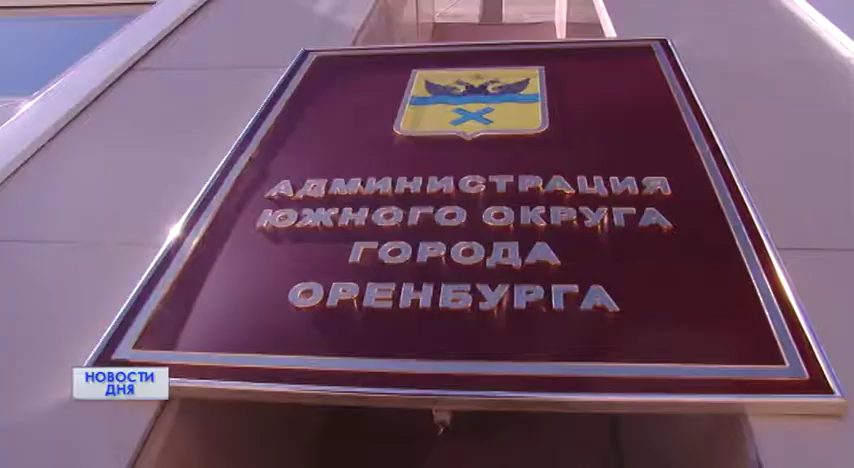 АДМИНИСТРАЦИЯ
ЮЖНОГО ОКРУГА
ГОРОДА
ОРЕНБУРГА
НОВОСТИ
ДНЯ